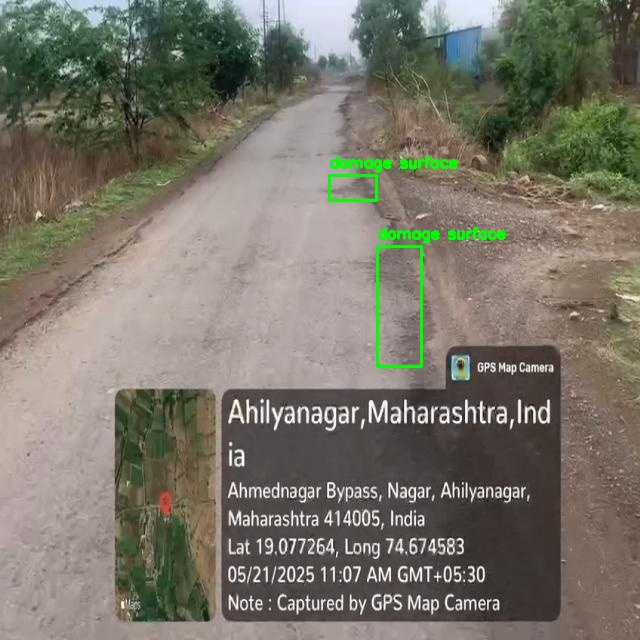 damage surface
damage surface
GPS Map Camera
Ahilyanagar,Maharashtra,Ind
ia
Ahmednagar Bypass, Nagar, Ahilyanagar,
Maharashtra 414005, India
Lat 19.077264, Long 74.674583
05/21/2025 11:07 AM GMT+05:30
Note : Captured by GPS Map Camera
Maps